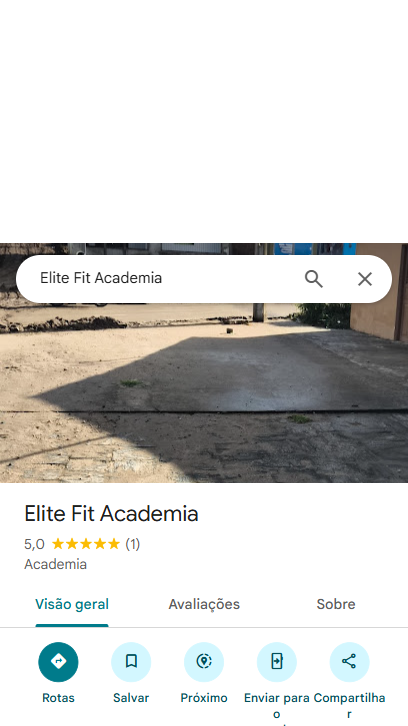 Elite Fit Academia
Elite Fit Academia
5,0 ★★★★★ (1)
Academia
Visão geral Avaliações Sobre
Rotas Salvar Próximo Enviar para Compartilha
o r